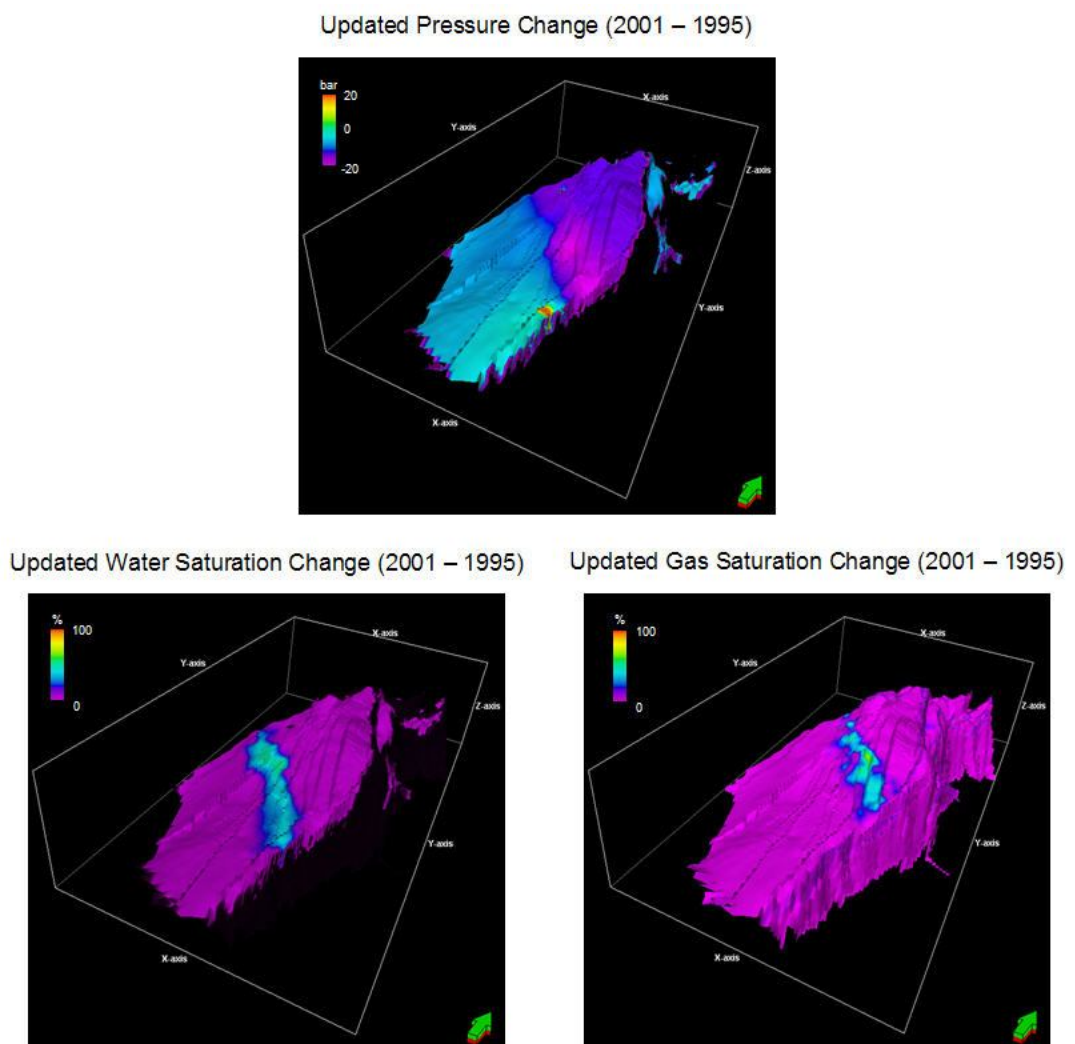 Updated Pressure Change (2001 – 1995)
bar
20
0
-20
X-axis
Y-axis
Z-axis
Y-axis
X-axis
Updated Water Saturation Change (2001 – 1995)
%
100
0
X-axis
Y-axis
Z-axis
Y-axis
X-axis
Updated Gas Saturation Change (2001 – 1995)
%
100
0
X-axis
Y-axis
Z-axis
Y-axis
X-axis